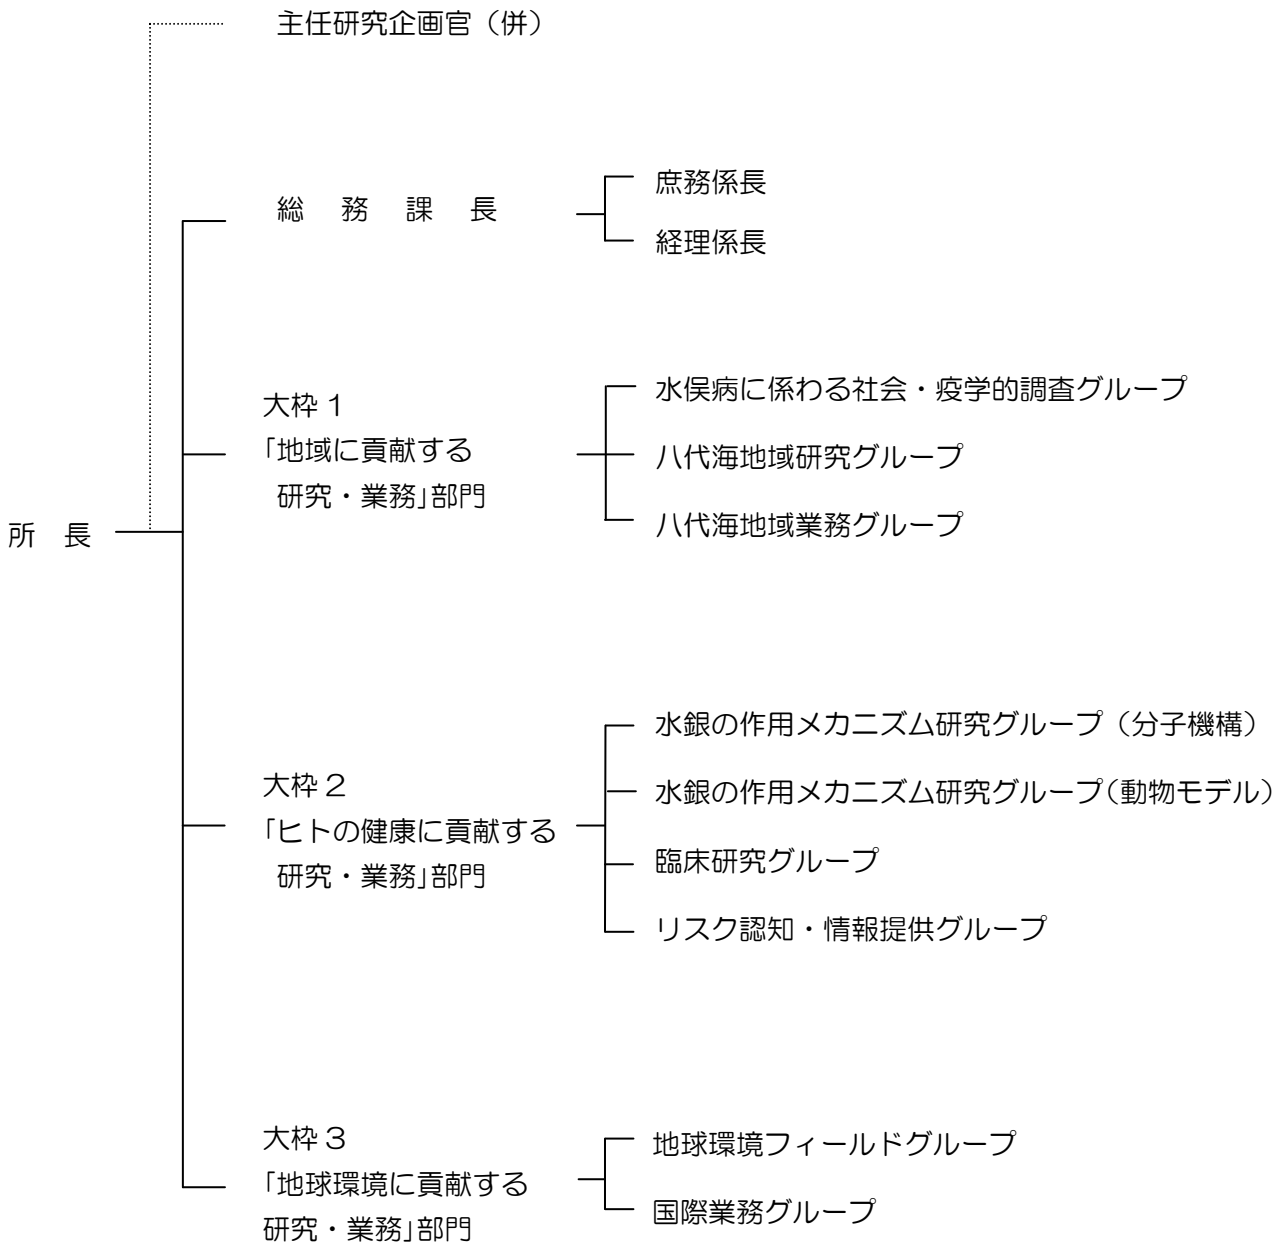 主任研究企画官（併）
総務課長
庶務係長
経理係長
大枠1
「地域に貢献する
研究・業務」部門
水俣病に係わる社会・疫学的調査グループ
八代海地域研究グループ
八代海地域業務グループ
所長
大枠2
「ヒトの健康に貢献する
研究・業務」部門
水銀の作用メカニズム研究グループ（分子機構）
水銀の作用メカニズム研究グループ（動物モデル）
臨床研究グループ
リスク認知・情報提供グループ
大枠3
「地球環境に貢献する
研究・業務」部門
地球環境フィールドグループ
国際業務グループ